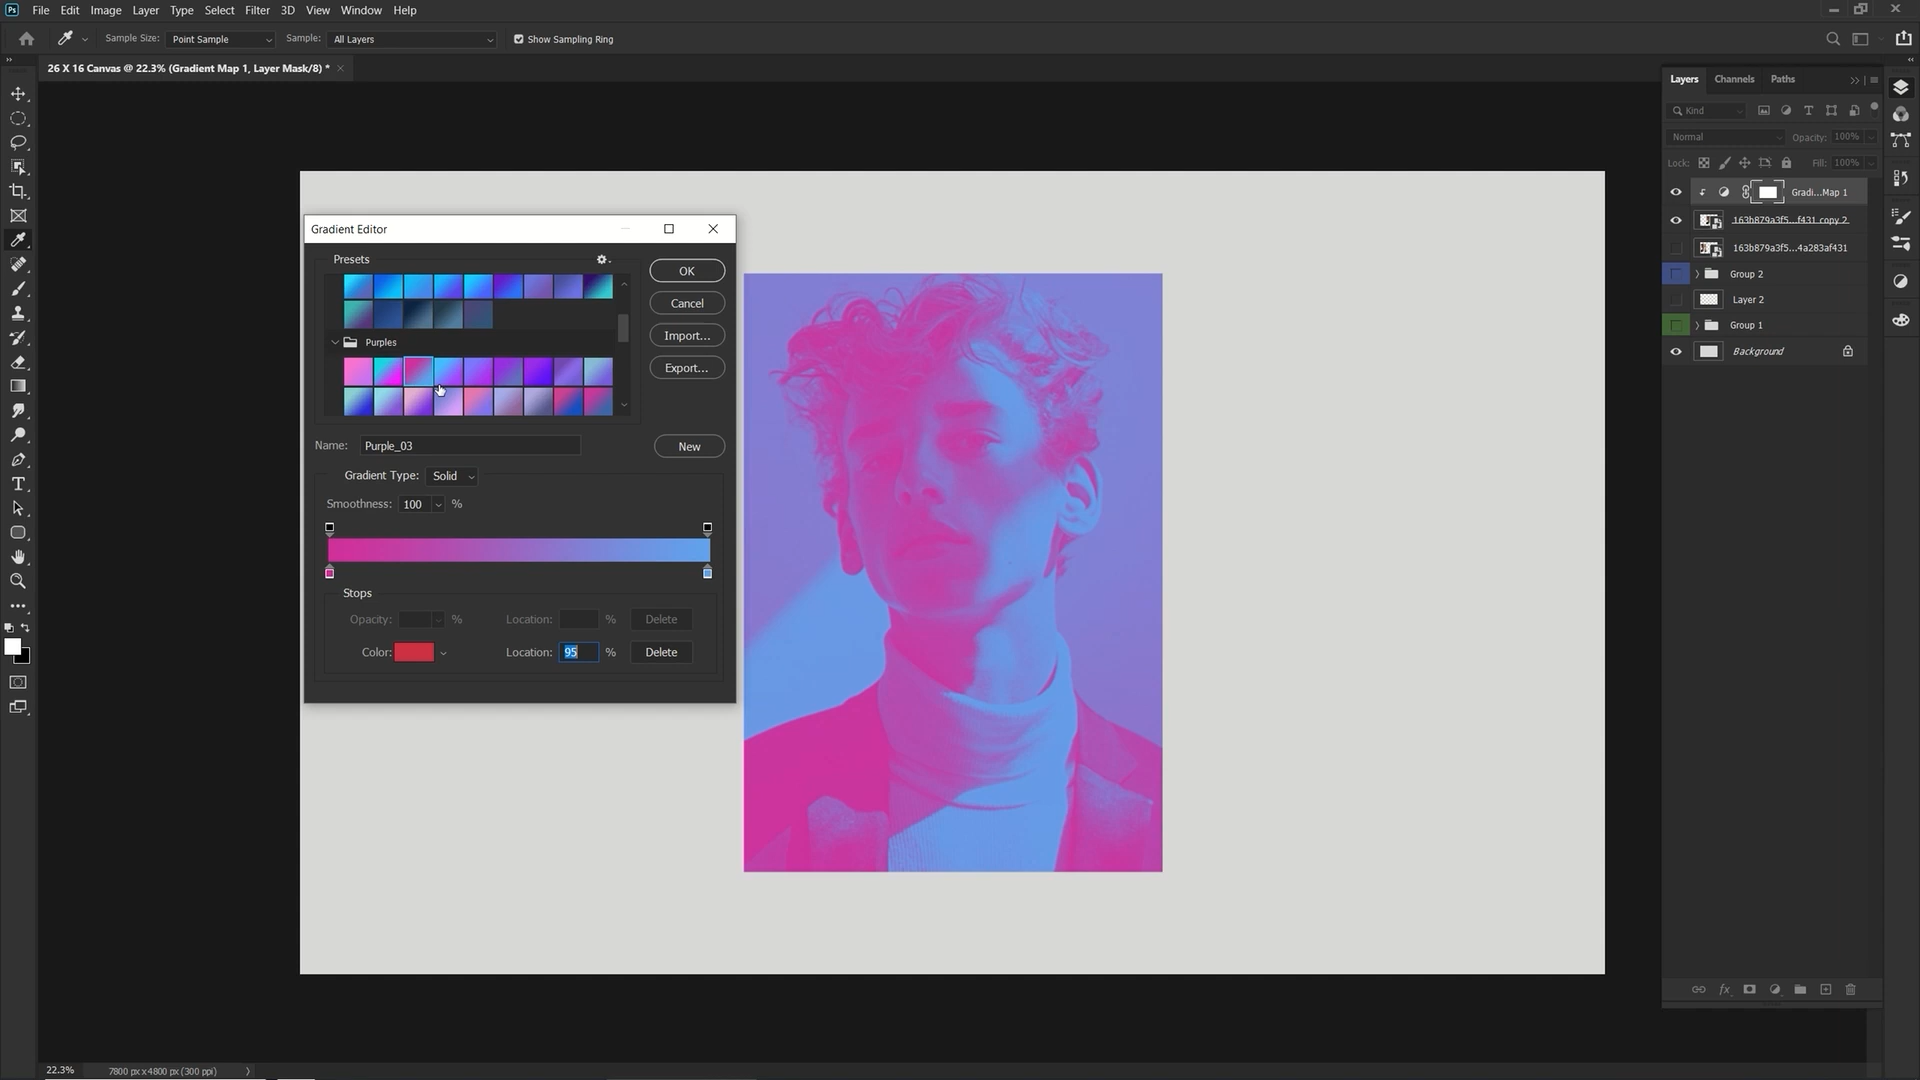 Ps File Edit Image Layer Type Select Filter 3D View Window Help
Sample Size: Point Sample Sample: All Layers Show Sampling Ring
26 X 16 Canvas @ 22.3% (Gradient Map 1, Layer Mask/8) *
Layers Channels Paths
Kind
Normal Opacity: 100%
Lock: Fill: 100%
Gradi...Map 1
163b879a3f5...f431 copy 2
163b879a3f5...4a283af431
Group 2
Layer 2
Group 1
Background
Gradient Editor
Presets
OK
Cancel
Import...
Export...
Purples
Name: Purple_03 New
Gradient Type: Solid
Smoothness: 100 %
Stops
Opacity: % Location: % Delete
Color: Location: 95 % Delete
22.3% 7800 px x 4800 px (300 ppi)